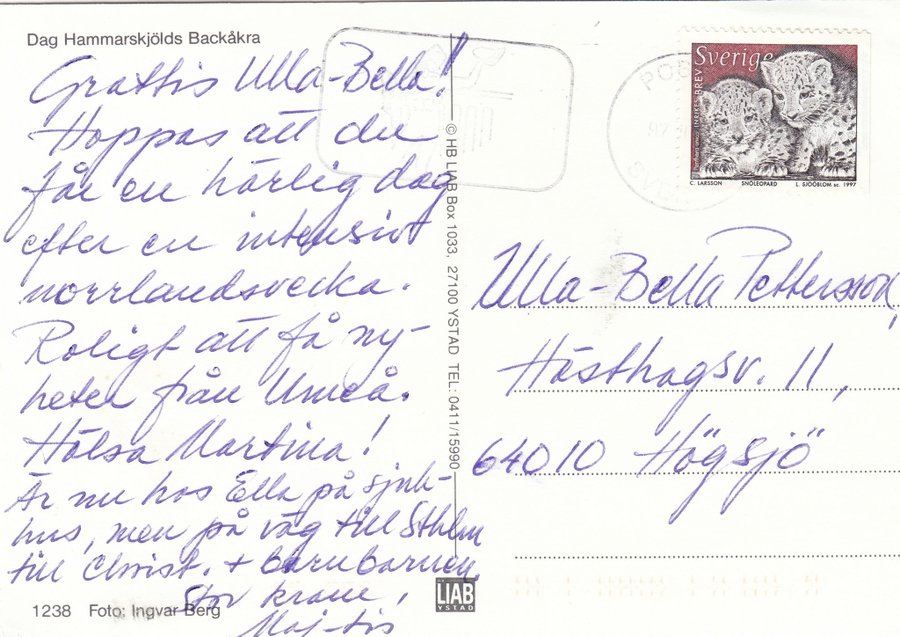 Dag Hammarskjölds Backåkra
Grattis Ulla-Bella!
Hoppas att du
får en härlig dag
efter en intensiv
norrlandsvecka.
Roligt att få ny-
heter från Umeå.
Hälsa Martina!
Är nu hos Ella på sjuk-
hus, men på väg till Sthlm
till Christ. + barnbarnen.
Stor kram,
Maj-tis
1238 Foto: Ingvar Berg
© HB LIAB Box 1033, 27100 YSTAD TEL: 0411/15990
LIAB
YSTAD
Sverige
INRIKES BREV
C. LARSSON SNÖLEOPARD L. SJÖÖBLOM sc. 1997
Ulla-Bella Pettersson,
Hästhagsv. 11,
64010 Högsjö